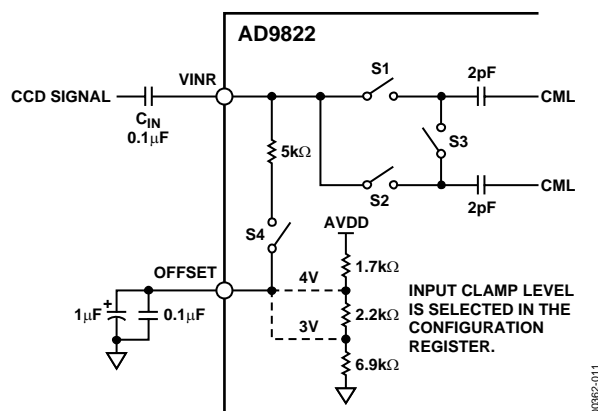 AD9822
S1
2pF
VINR
CCD SIGNAL
CML
CIN
0.1μF
S3
5kΩ
S2
CML
2pF
AVDD
S4
1.7kΩ
OFFSET
4V
INPUT CLAMP LEVEL
IS SELECTED IN THE
CONFIGURATION
REGISTER.
+
1μF
0.1μF
2.2kΩ
3V
6.9kΩ
00362-011